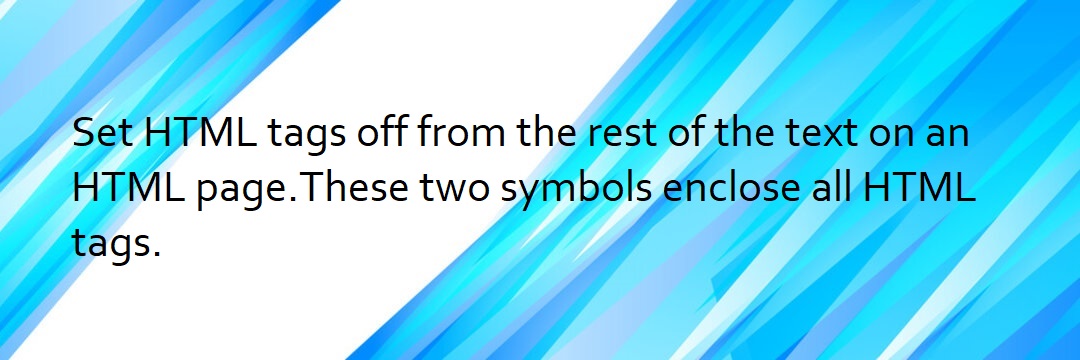 Set HTML tags off from the rest of the text on an
HTML page.These two symbols enclose all HTML
tags.